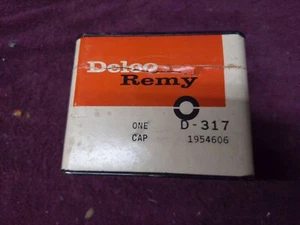 Delco
Remy
ONE D-317
CAP 1954606